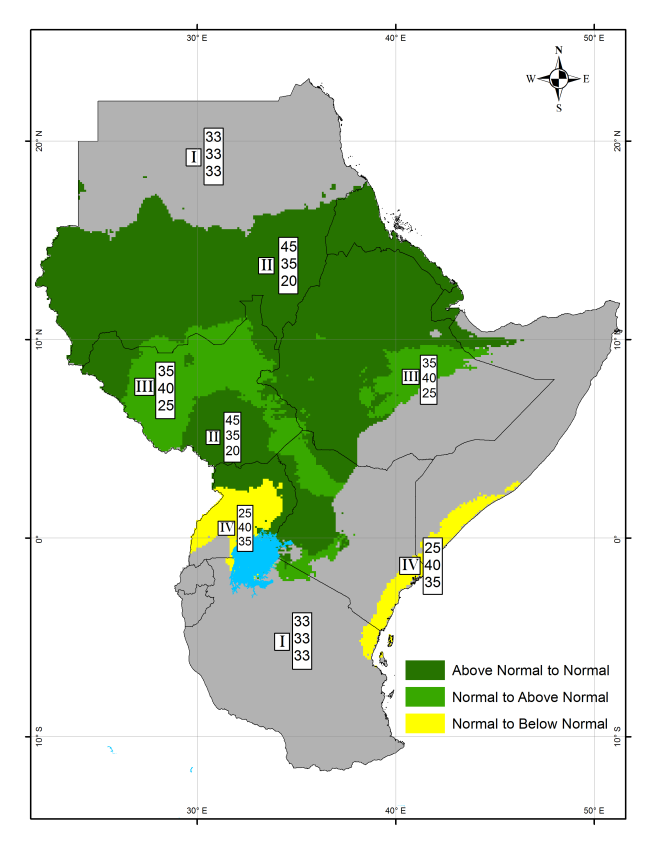 30° E
40° E
50° E
N
W E
S
20° N
20° N
I
33
33
33
II
45
35
20
10° N
10° N
III
35
40
25
III
35
40
25
II
45
35
20
IV
25
40
35
0°
0°
IV
25
40
35
I
33
33
33
Above Normal to Normal
Normal to Above Normal
Normal to Below Normal
10° S
10° S
30° E
40° E
50° E